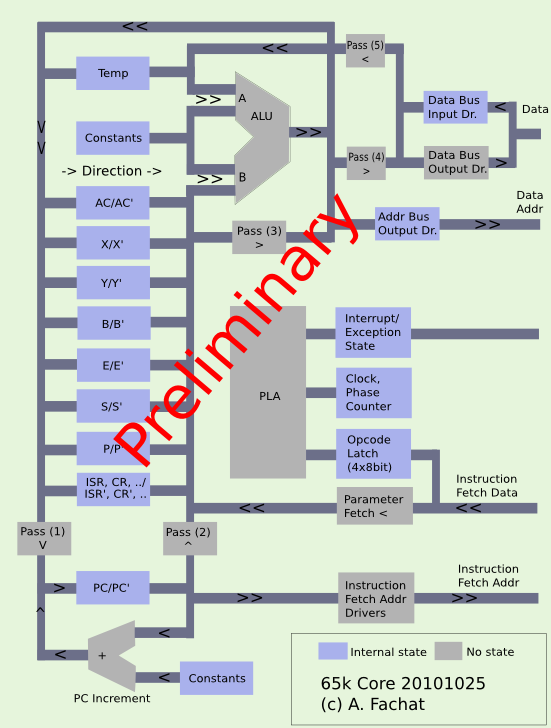 <<
Pass (5)
<
<<
Temp
A
>>
ALU
Data Bus
Input Dr.
<
Data
>>
Constants
V
V
Pass (4)
>
Data Bus
Output Dr.
>
-> Direction ->
>>
B
AC/AC'
Data
Addr
Addr Bus
Output Dr.
>>
Pass (3)
>
X/X'
Y/Y'
B/B'
E/E'
S/S'
P/P'
ISR, CR, ../
ISR', CR', ..
Preliminary
PLA
Interrupt/
Exception
State
Clock,
Phase
Counter
Opcode
Latch
(4x8bit)
Instruction
Fetch Data
<<
Parameter
Fetch <
<<
Pass (1)
V
Pass (2)
^
>
PC/PC'
^
>>
Instruction
Fetch Addr
Drivers
Instruction
Fetch Addr
>>
<
+
<
<
Constants
PC Increment
Internal state
No state
65k Core 20101025
(c) A. Fachat